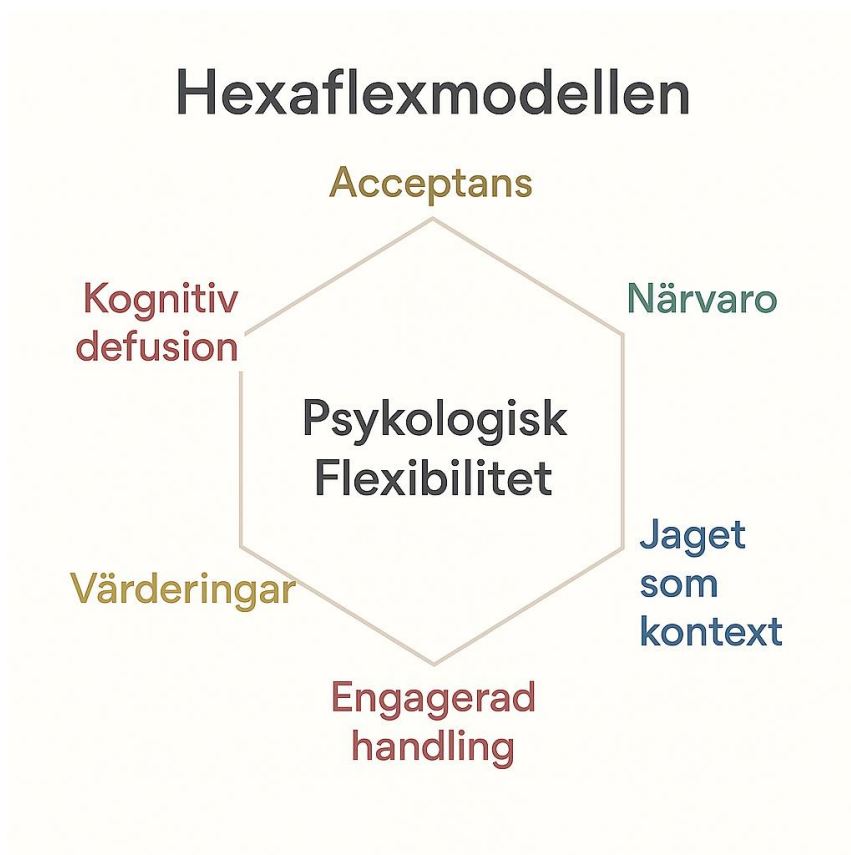 Hexaflexmodellen
Acceptans
Kognitiv
defusion
Närvaro
Psykologisk
Flexibilitet
Jaget
som
kontext
Värderingar
Engagerad
handling